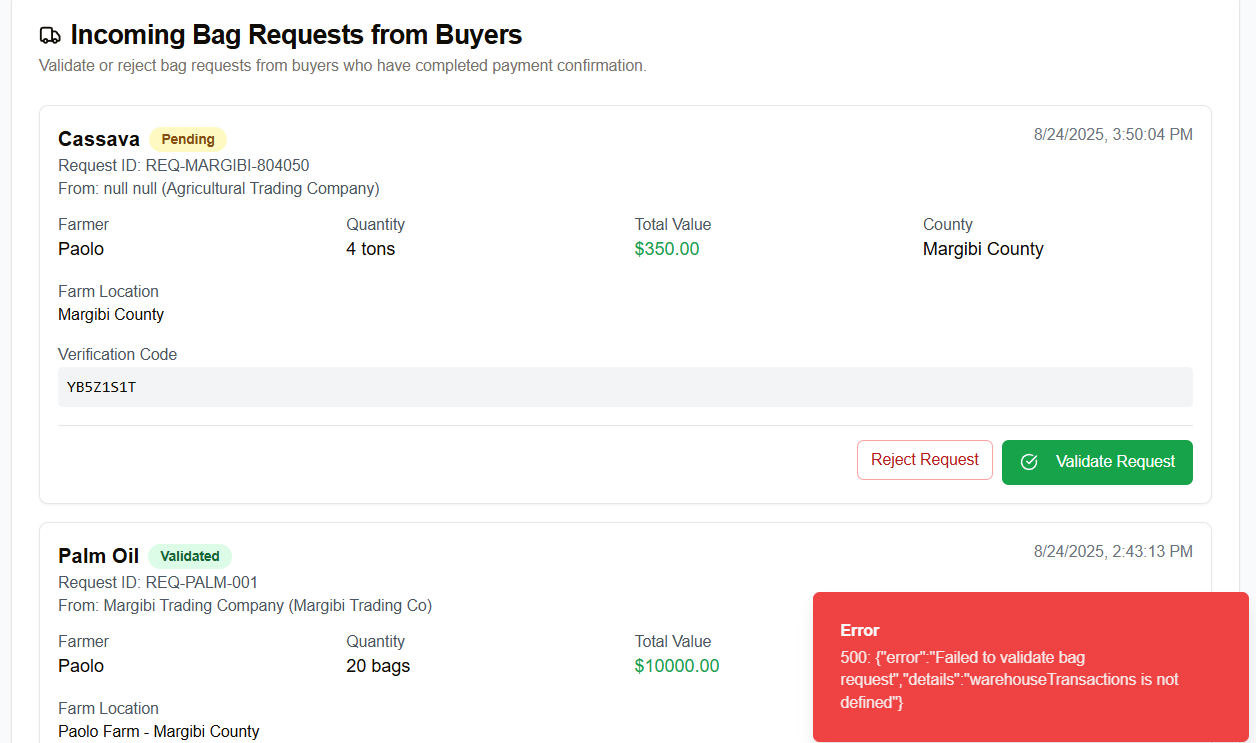 Incoming Bag Requests from Buyers
Validate or reject bag requests from buyers who have completed payment confirmation.
Cassava Pending 8/24/2025, 3:50:04 PM
Request ID: REQ-MARGIBI-804050
From: null null (Agricultural Trading Company)
Farmer Quantity Total Value County
Paolo 4 tons $350.00 Margibi County
Farm Location
Margibi County
Verification Code
YB5Z1S1T
Reject Request Validate Request
Palm Oil Validated 8/24/2025, 2:43:13 PM
Request ID: REQ-PALM-001
From: Margibi Trading Company (Margibi Trading Co)
Farmer Quantity Total Value
Paolo 20 bags $10000.00
Farm Location
Paolo Farm - Margibi County
Error
500: {"error":"Failed to validate bag
request","details":"warehouseTransactions is not
defined"}